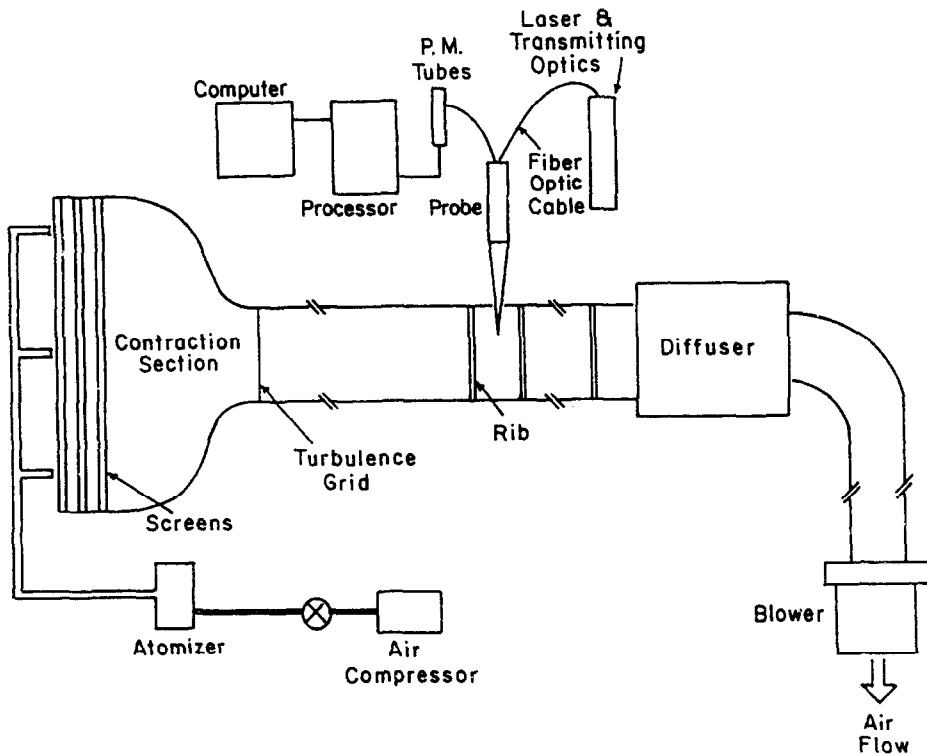 Laser &
Transmitting
Optics
P. M.
Tubes
Computer
Processor
Probe
Fiber
Optic
Cable
Contraction
Section
Diffuser
Rib
Turbulence
Grid
Screens
Atomizer
Air
Compressor
Blower
Air
Flow